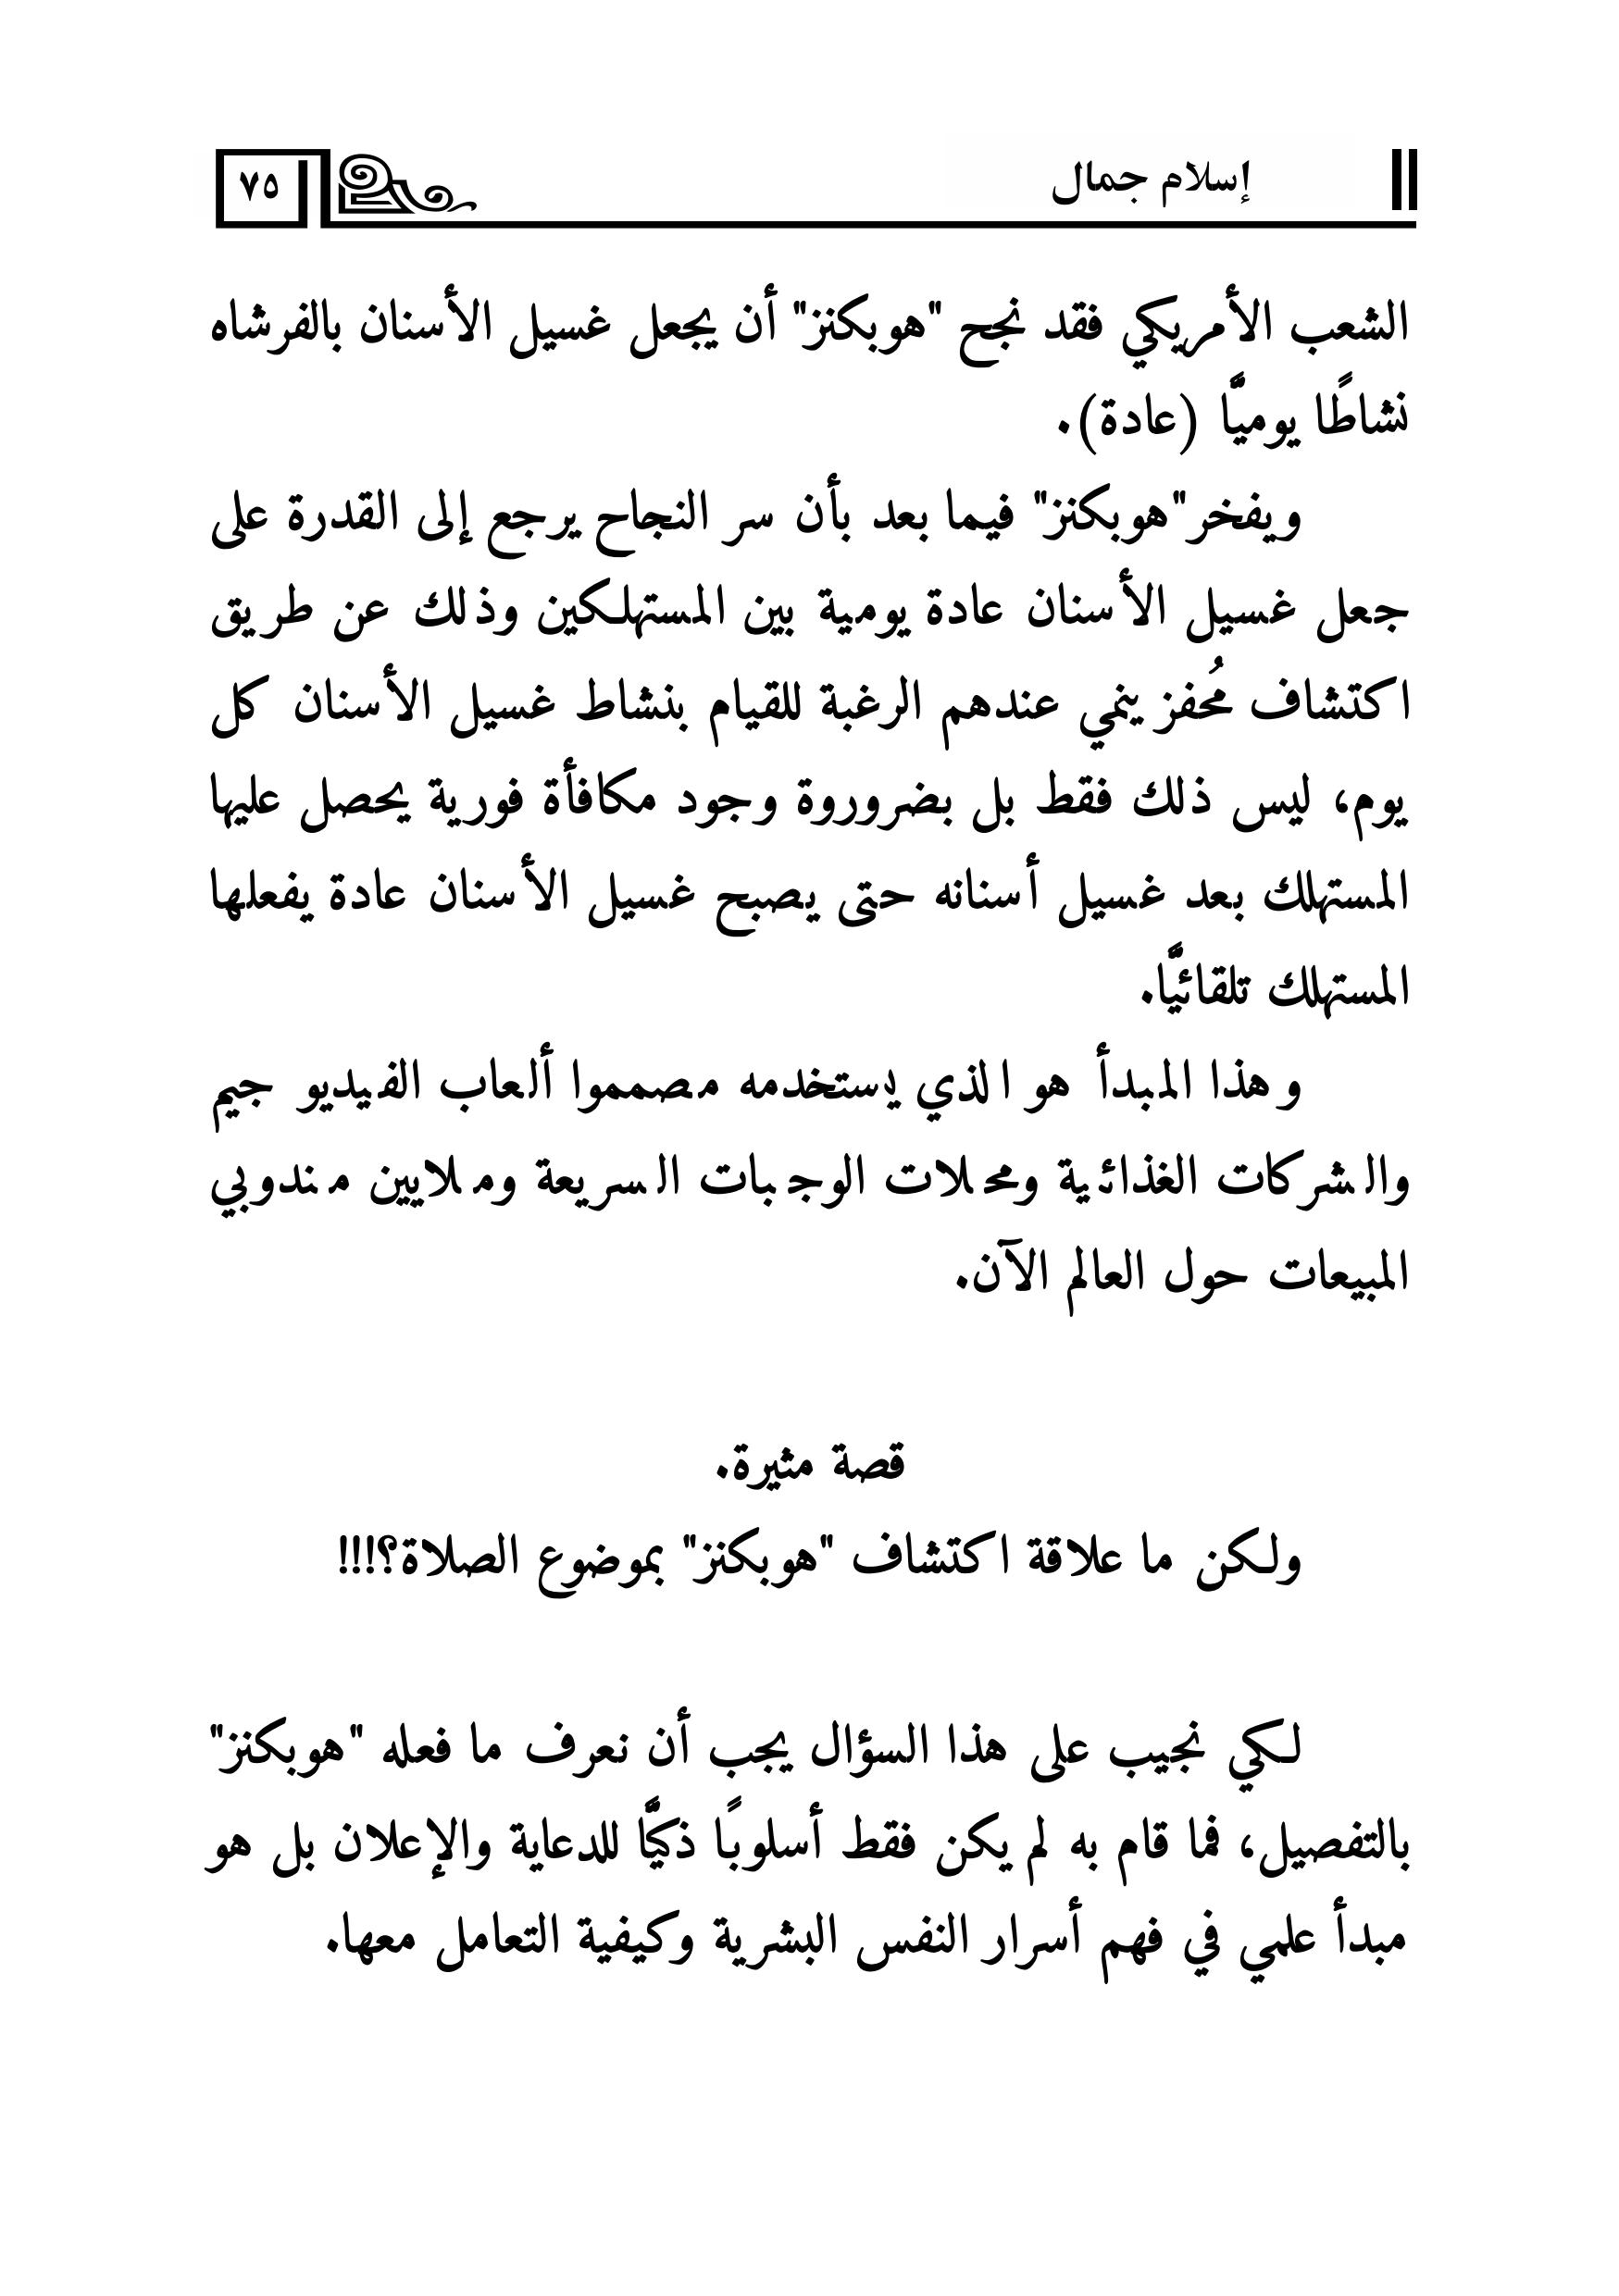 إسلام جمال ٧٥
الشعب الأمريكي فقد نجح "هوبكنز" أن يجعل غسيل الأسنان بالفرشاه
نشاطًا يوميًّا (عادة).
ويفخر"هوبكنز" فيما بعد بأن سر النجاح يرجع إلى القدرة على
جعل غسيل الأسنان عادة يومية بين المستهلكين وذلك عن طريق
اكتشاف مُحفز ينمي عندهم الرغبة للقيام بنشاط غسيل الأسنان كل
يوم، ليس ذلك فقط بل بضروروة وجود مكافأة فورية يحصل عليها
المستهلك بعد غسيل أسنانه حتى يصبح غسيل الأسنان عادة يفعلها
المستهلك تلقائيًّا.
وهذا المبدأ هو الذي يستخدمه مصمموا ألعاب الفيديو جيم
والشركات الغذائية ومحلات الوجبات السريعة وملايين مندوبي
المبيعات حول العالم الآن.
قصة مثيرة.
ولكن ما علاقة اكتشاف "هوبكنز" بموضوع الصلاة؟!!!
لكي نجيب على هذا السؤال يجب أن نعرف ما فعله "هوبكنز"
بالتفصيل، فما قام به لم يكن فقط أسلوبًا ذكيًّا للدعاية والإعلان بل هو
مبدأ علمي في فهم أسرار النفس البشرية وكيفية التعامل معها.